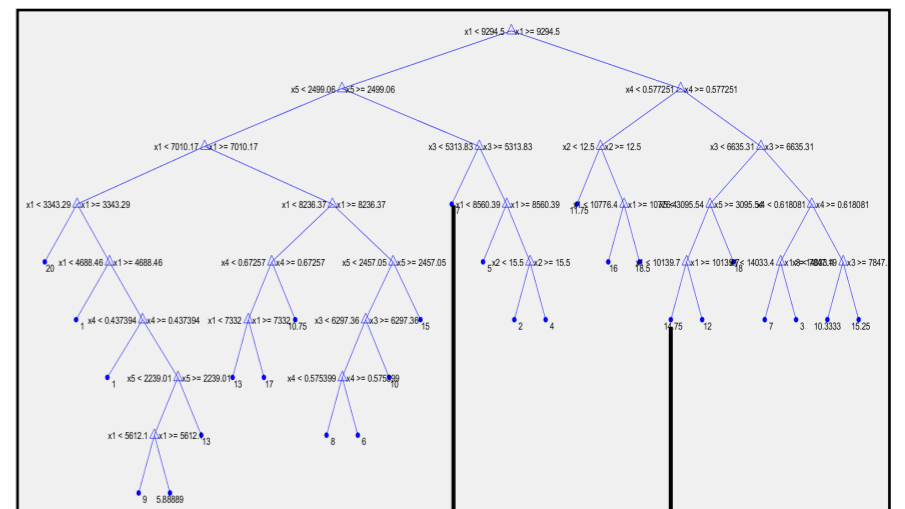 x1 < 9294.5 x1 >= 9294.5
x5 < 2499.06 x5 >= 2499.06 x4 < 0.577251 x4 >= 0.577251
x1 < 7010.17 x1 >= 7010.17 x3 < 5313.83 x3 >= 5313.83 x2 < 12.5 x2 >= 12.5 x3 < 6635.31 x3 >= 6635.31
x1 < 3343.29 x1 >= 3343.29 x1 < 8236.37 x1 >= 8236.37 7 x1 < 8560.39 x1 >= 8560.39 11.75 < 10776.4 x4 >= 0.618081
20 x1 < 4688.46 x1 >= 4688.46 x4 < 0.67257 x4 >= 0.67257 x5 < 2457.05 x5 >= 2457.05 5 x2 < 15.5 x2 >= 15.5 16 18.5 < 10139.7 18 x3 >= 7847.
1 x4 < 0.437394 x4 >= 0.437394 x1 < 7332 x1 >= 7332 10.75 x3 < 6297.36 x3 >= 6297.36 15 2 4 14.75 12 7 3 10.3333 15.25
1 x5 < 2239.01 x5 >= 2239.01 13 17 x4 < 0.575399 x4 >= 0.575399 10
x1 < 5612.1 x1 >= 5612.1 13 8 6
9 5.88889